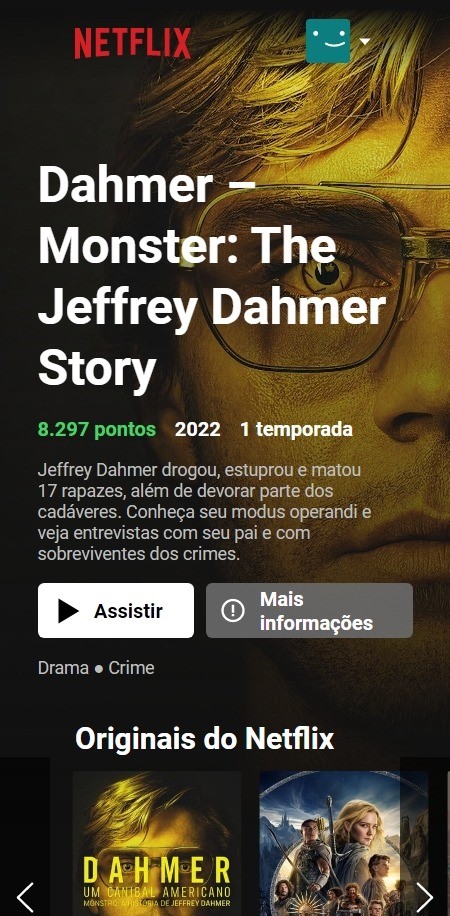 NETFLIX
Dahmer –
Monster: The
Jeffrey Dahmer
Story
8.297 pontos 2022 1 temporada
Jeffrey Dahmer drogou, estuprou e matou
17 rapazes, além de devorar parte dos
cadáveres. Conheça seu modus operandi e
veja entrevistas com seu pai e com
sobreviventes dos crimes.
Assistir
Mais
informações
Drama ● Crime
Originais do Netflix
DAHMER
UM CANIBAL AMERICANO
MONSTRO: A HISTÓRIA DE JEFFREY DAHMER